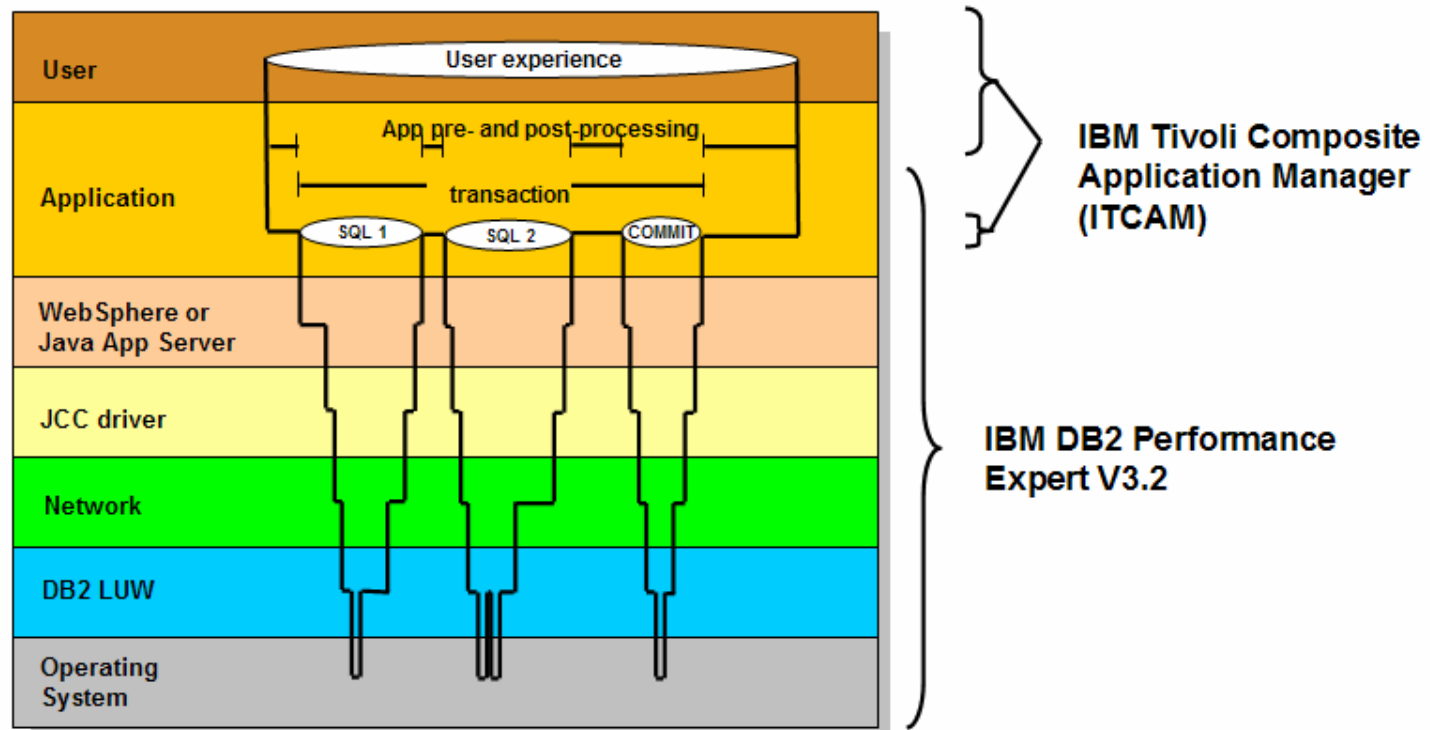 User
User experience
App pre- and post-processing
Application
transaction
SQL 1
SQL 2
COMMIT
WebSphere or
Java App Server
JCC driver
Network
DB2 LUW
Operating
System
IBM Tivoli Composite
Application Manager
(ITCAM)
IBM DB2 Performance
Expert V3.2